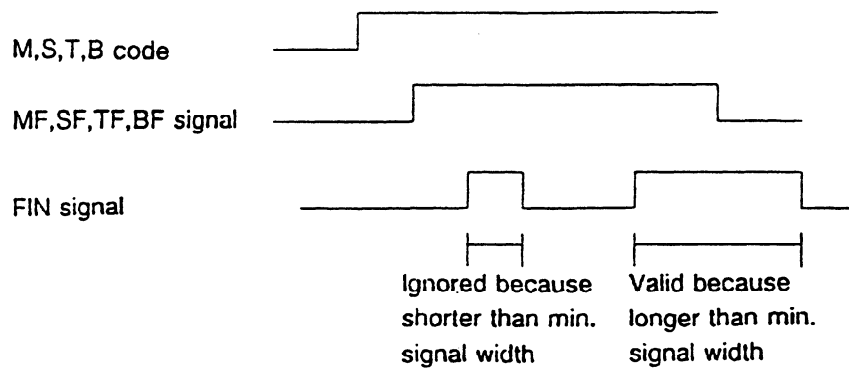 M,S,T,B code
MF,SF,TF,BF signal
FIN signal
Ignored because
shorter than min.
signal width
Valid because
longer than min.
signal width